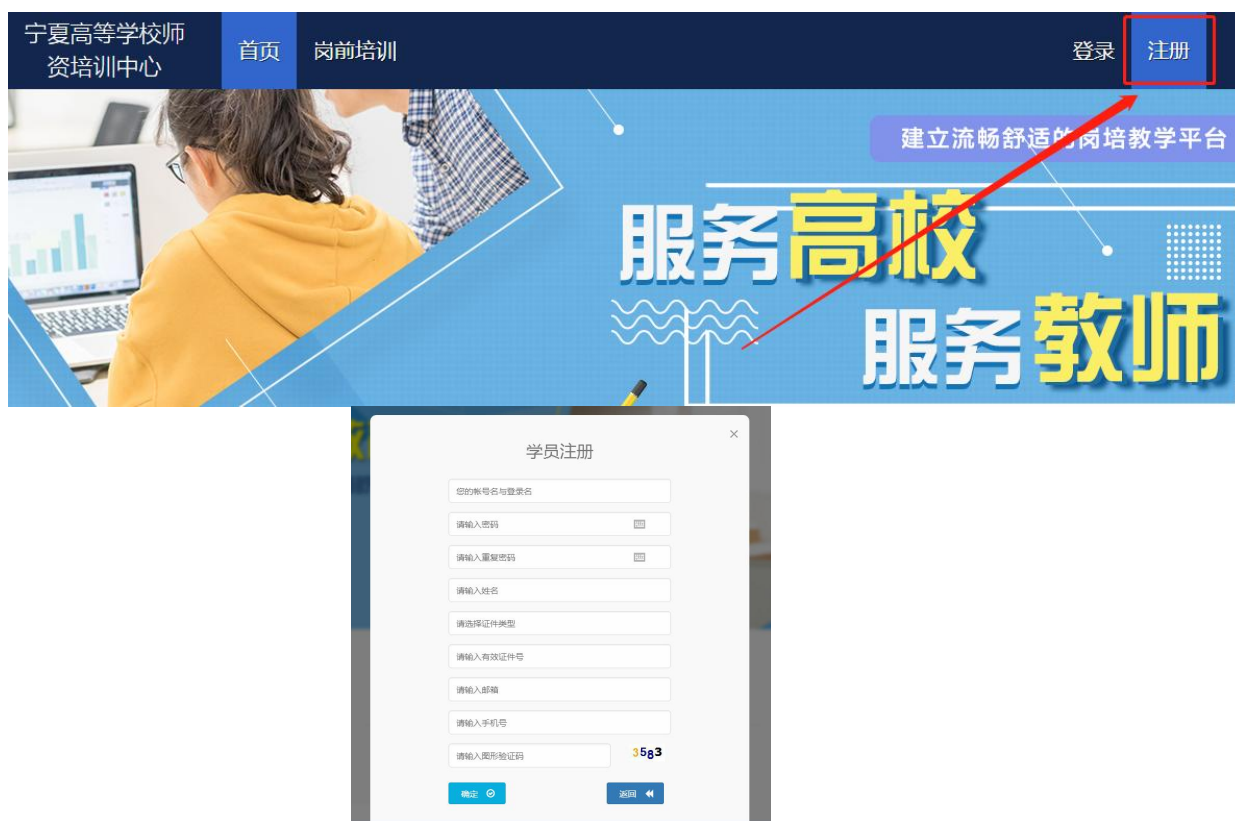 宁夏高等学校师
资培训中心
首页
岗前培训
登录
注册
建立流畅舒适的岗培教学平台
服务高校
服务教师
学员注册
×
您的帐号名与登录名
请输入密码
请输入重复密码
请输入姓名
请选择证件类型
请输入有效证件号
请输入邮箱
请输入手机号
请输入图形验证码
3583
确定
返回